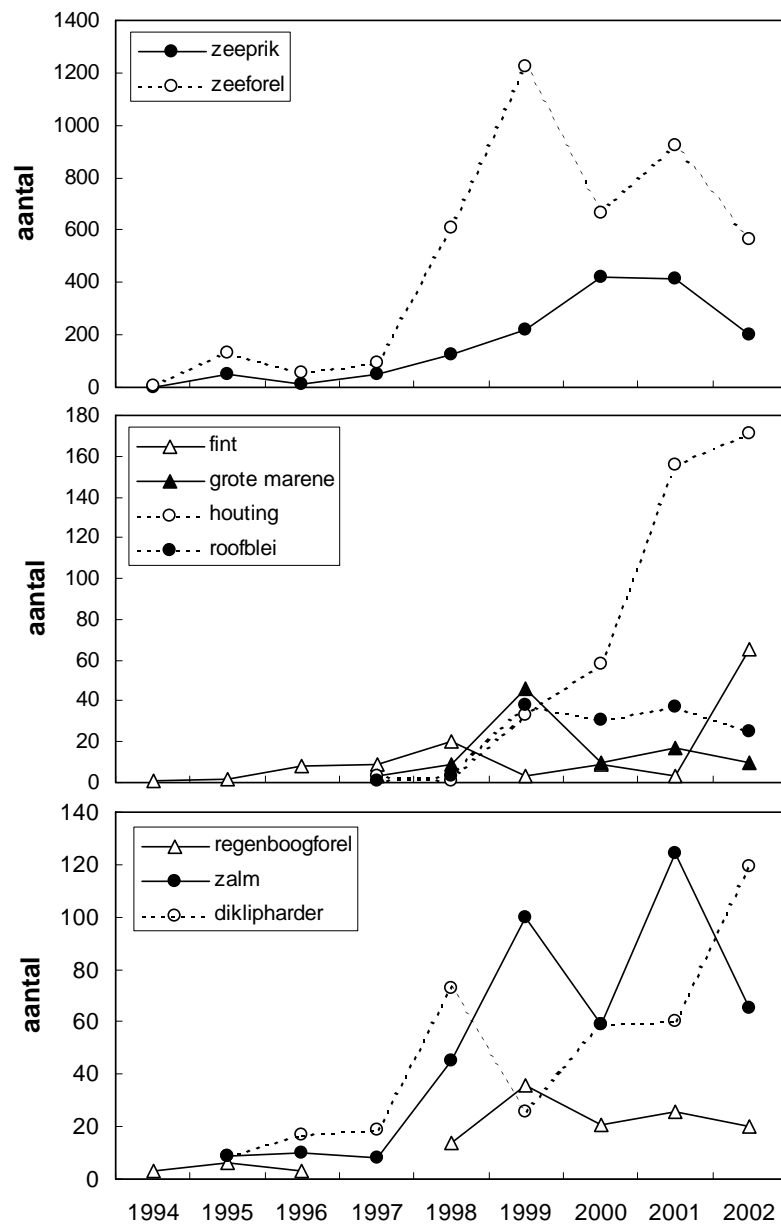 1400
1200
1000
800
600
400
200
0
aantal
zeeprik
zeeforel
180
160
140
120
100
80
60
40
20
0
aantal
fint
grote marene
houting
roofblei
140
120
100
80
60
40
20
0
aantal
regenboogforel
zalm
diklipharder
1994 1995 1996 1997 1998 1999 2000 2001 2002